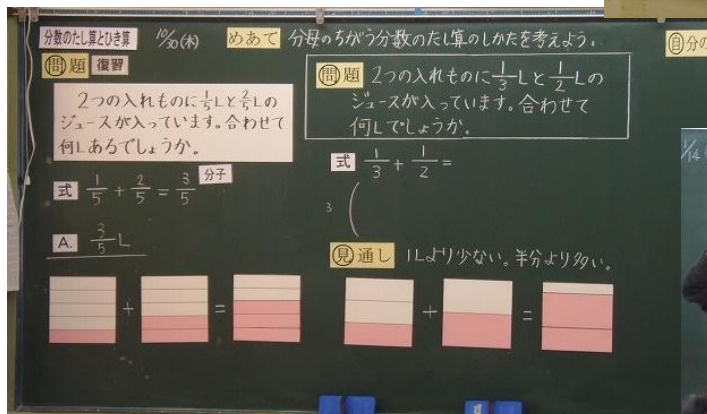 分数のたし算とひき算
10/30(木)
めあて 分母のちがう分数のたし算のしかたを考えよう。
問題 復習
2つの入れものに1/5Lと2/5Lの
ジュースが入っています。合わせて
何Lあるでしょうか。
式 1/5 + 2/5 = 3/5
分子
A. 3/5 L
+ =
問題 2つの入れものに1/3Lと1/2Lの
ジュースが入っています。合わせて
何Lでしょうか。
式 1/3 + 1/2 =
3 (
見通し 1Lより少ない。半分より多い。
+ =
自分の
1/14